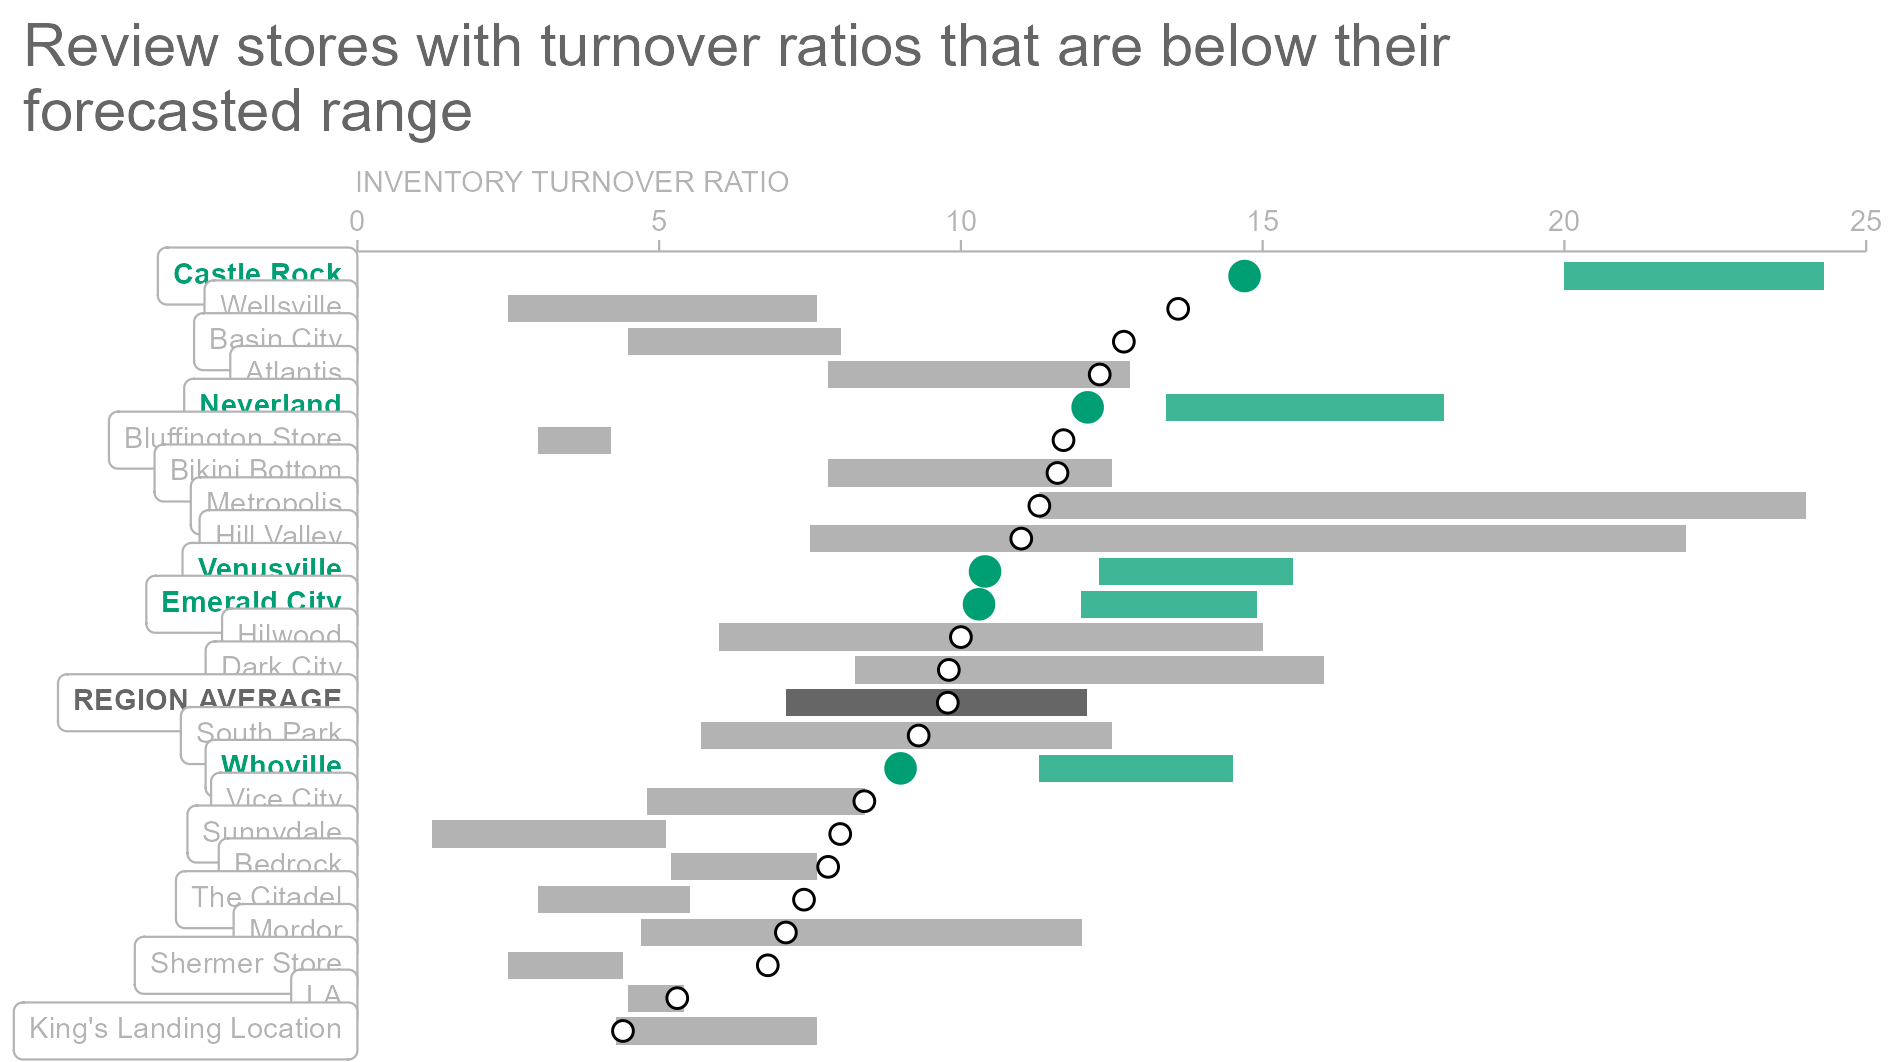 Review stores with turnover ratios that are below their
forecasted range
INVENTORY TURNOVER RATIO
0 5 10 15 20 25
Castle Rock
Wellsville
Basin City
Atlantis
Neverland
Bluffington Store
Bikini Bottom
Metropolis
Hill Valley
Venusville
Emerald City
Hilwood
Dark City
REGION AVERAGE
South Park
Whoville
Vice City
Sunnydale
Bedrock
The Citadel
Mordor
Shermer Store
LA
King's Landing Location